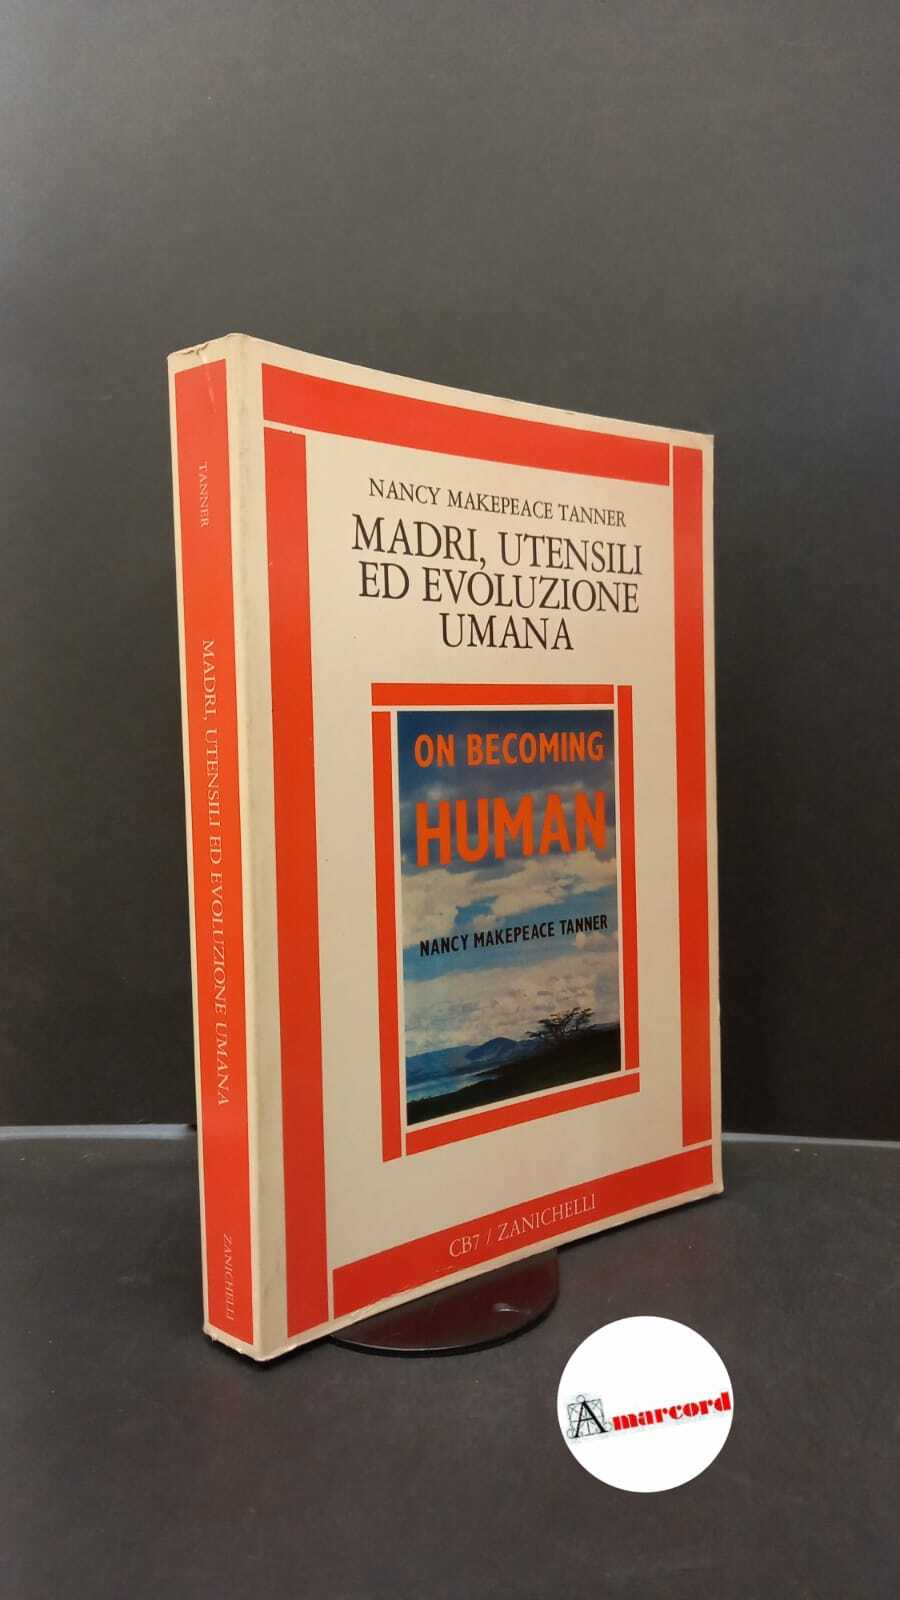 TANNER
MADRI, UTENSILI ED EVOLUZIONE UMANA
ZANICHELLI
NANCY MAKEPEACE TANNER
MADRI, UTENSILI
ED EVOLUZIONE
UMANA
ON BECOMING
HUMAN
NANCY MAKEPEACE TANNER
CB7 / ZANICHELLI
Amarcord